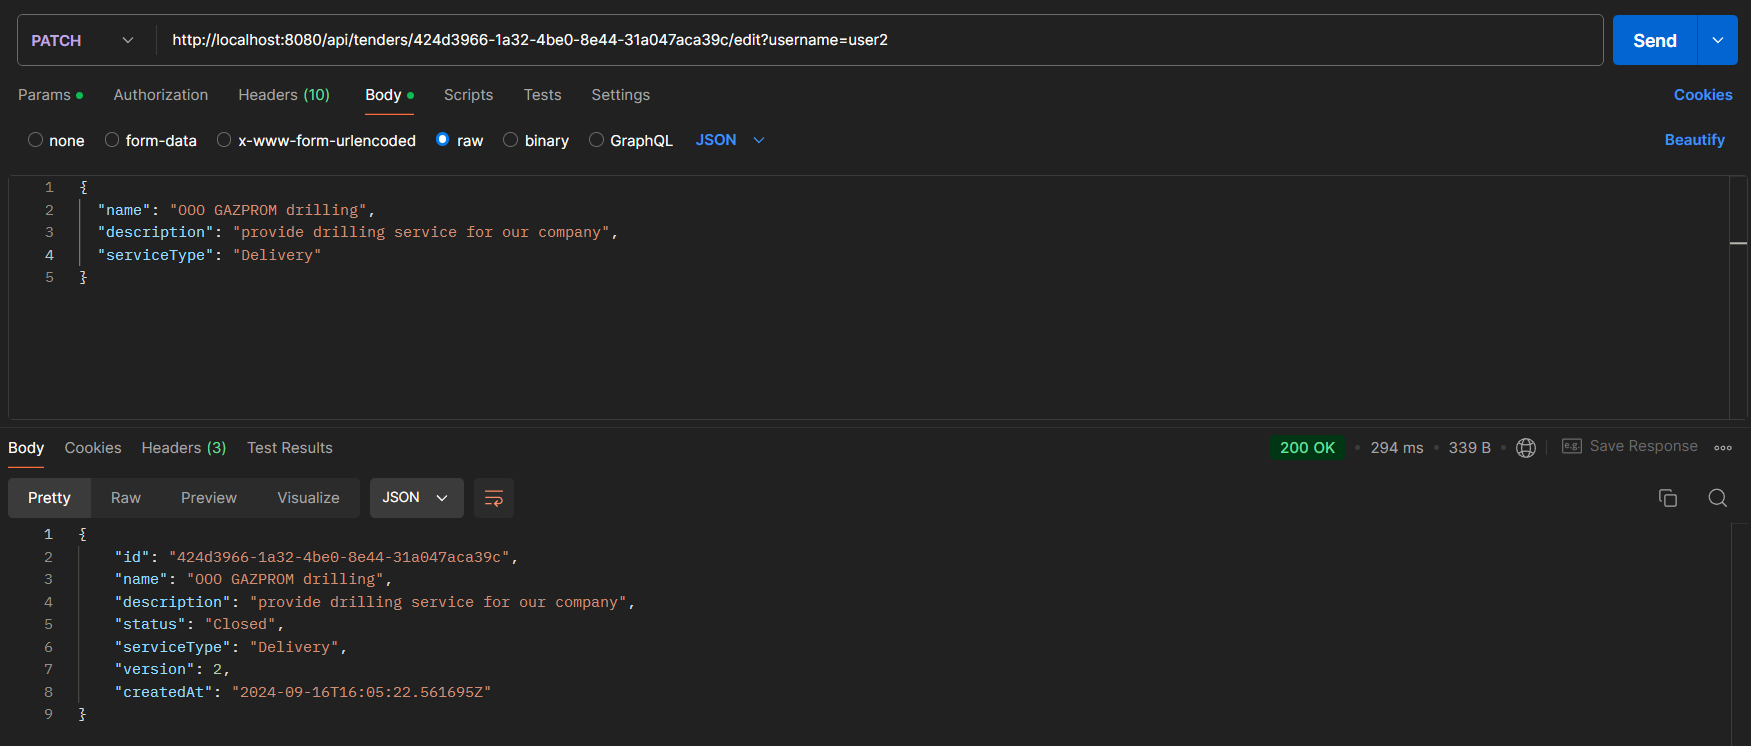 PATCH http://localhost:8080/api/tenders/424d3966-1a32-4be0-8e44-31a047aca39c/edit?username=user2 Send
Params Authorization Headers (10) Body Scripts Tests Settings Cookies
none form-data x-www-form-urlencoded raw binary GraphQL JSON Beautify
1 {
2 "name": "OOO GAZPROM drilling",
3 "description": "provide drilling service for our company",
4 "serviceType": "Delivery"
5 }
Body Cookies Headers (3) Test Results 200 OK 294 ms 339 B e.g. Save Response
Pretty Raw Preview Visualize JSON
1 {
2 "id": "424d3966-1a32-4be0-8e44-31a047aca39c",
3 "name": "OOO GAZPROM drilling",
4 "description": "provide drilling service for our company",
5 "status": "Closed",
6 "serviceType": "Delivery",
7 "version": 2,
8 "createdAt": "2024-09-16T16:05:22.561695Z"
9 }